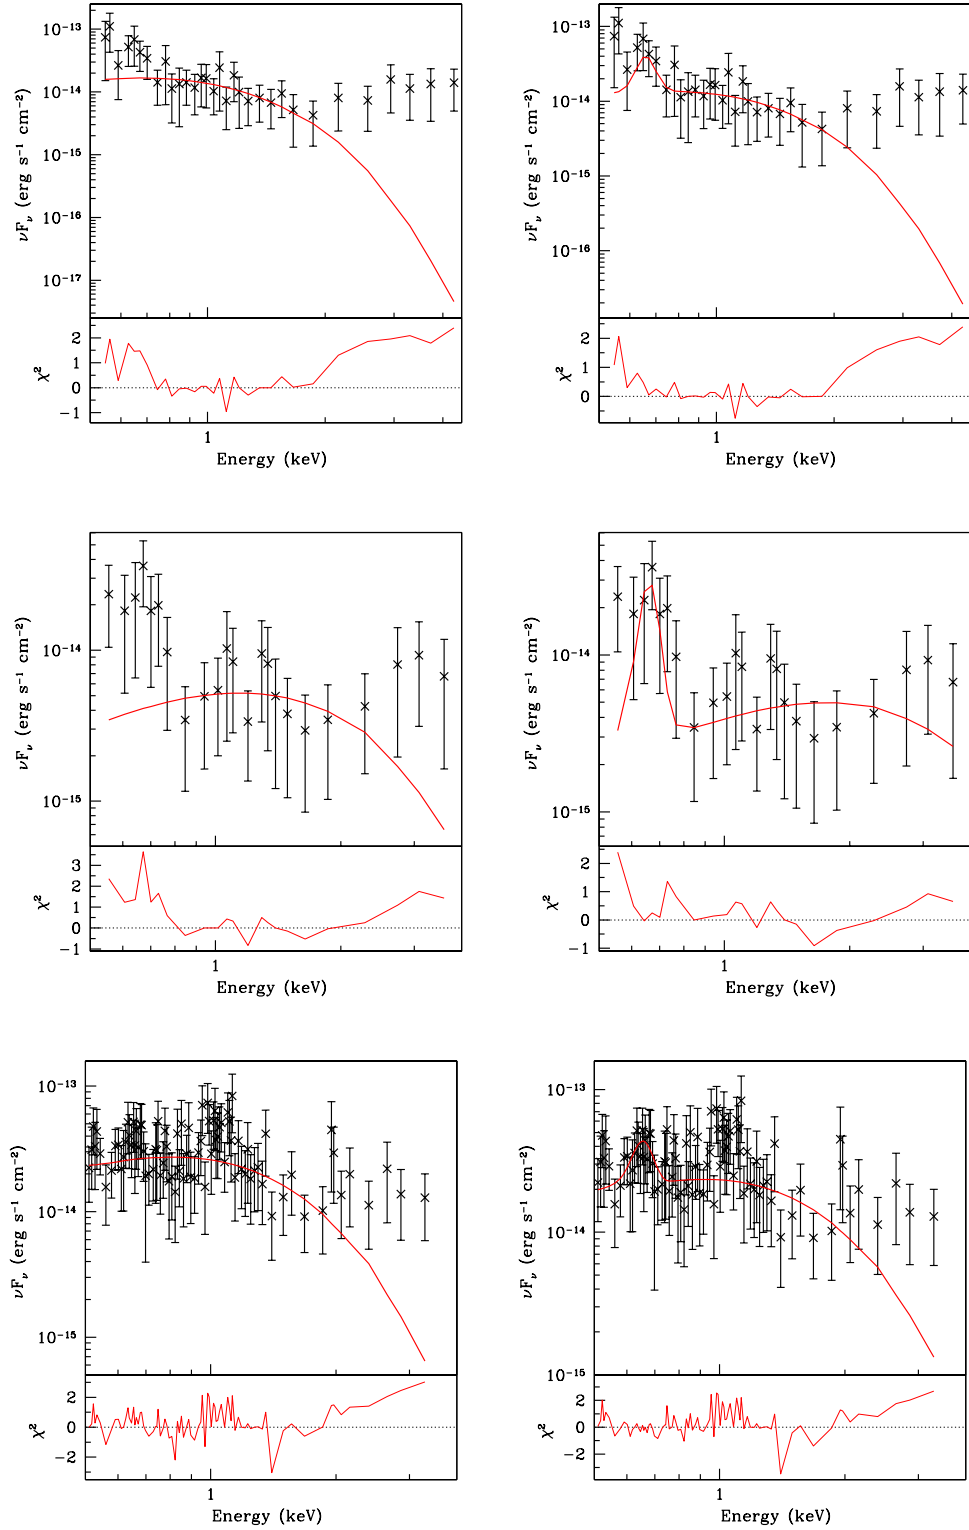 10⁻¹³
10⁻¹⁴
10⁻¹⁵
10⁻¹⁶
10⁻¹⁷
νF_ν (erg s⁻¹ cm⁻²)
2
1
0
−1
χ²
1
Energy (keV)
10⁻¹³
10⁻¹⁴
10⁻¹⁵
10⁻¹⁶
νF_ν (erg s⁻¹ cm⁻²)
2
1
0
χ²
1
Energy (keV)
10⁻¹⁴
10⁻¹⁵
νF_ν (erg s⁻¹ cm⁻²)
3
2
1
0
−1
χ²
1
Energy (keV)
10⁻¹⁴
10⁻¹⁵
νF_ν (erg s⁻¹ cm⁻²)
2
1
0
−1
χ²
1
Energy (keV)
10⁻¹³
10⁻¹⁴
10⁻¹⁵
νF_ν (erg s⁻¹ cm⁻²)
2
0
−2
χ²
1
Energy (keV)
10⁻¹³
10⁻¹⁴
10⁻¹⁵
νF_ν (erg s⁻¹ cm⁻²)
2
0
−2
χ²
1
Energy (keV)